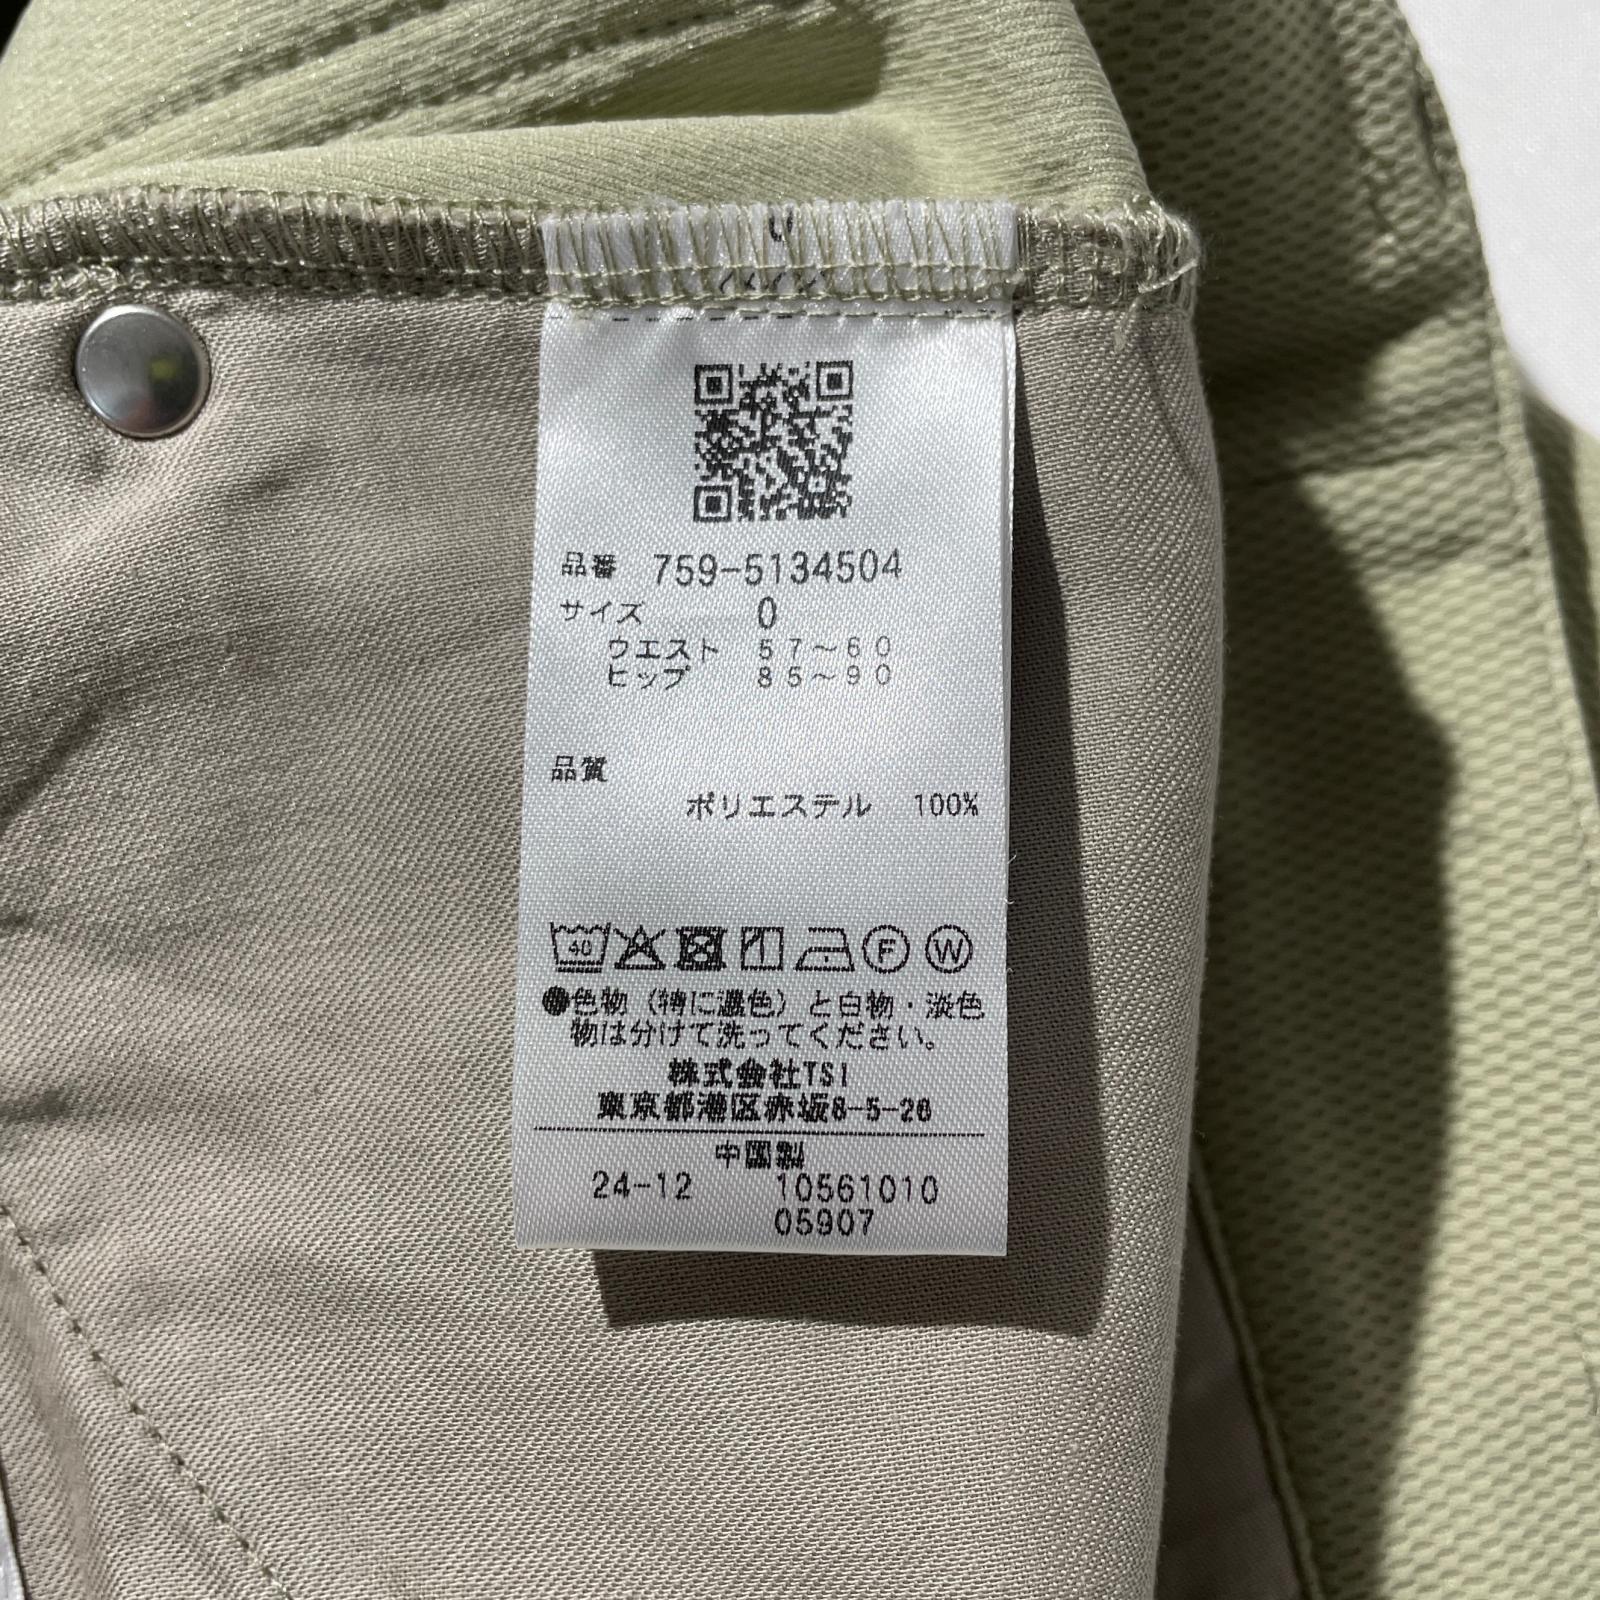 0
品番 759-5134504
サイズ 0
ウエスト 57〜60
ヒップ 85〜90
品質
ポリエステル 100%
40 F W
●色物（特に濃色）と白物・淡色
物は分けて洗ってください。
株式会社TSI
東京都港区赤坂8-5-26
中国製
24-12 10561010
05907